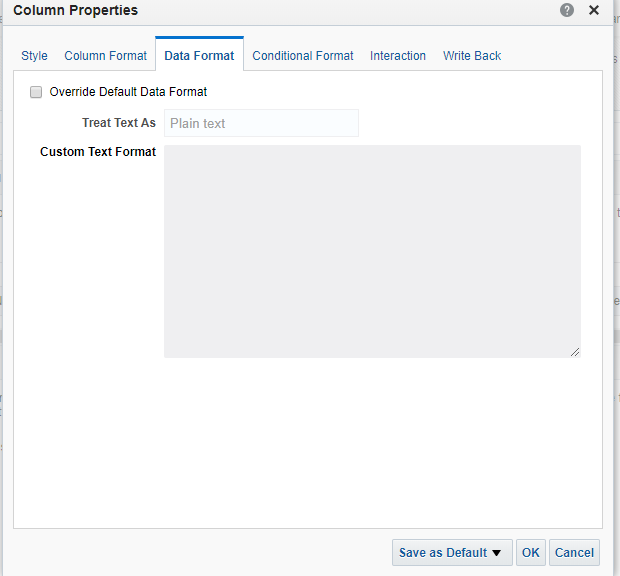 Column Properties
Style Column Format Data Format Conditional Format Interaction Write Back
Override Default Data Format
Treat Text As Plain text
Custom Text Format
Save as Default OK Cancel